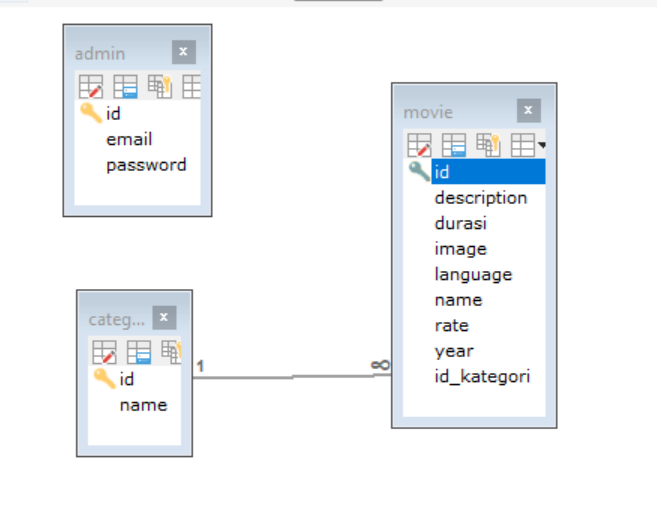 admin
id
email
password
movie
id
description
durasi
image
language
name
rate
year
id_kategori
categ...
id
name
1
∞